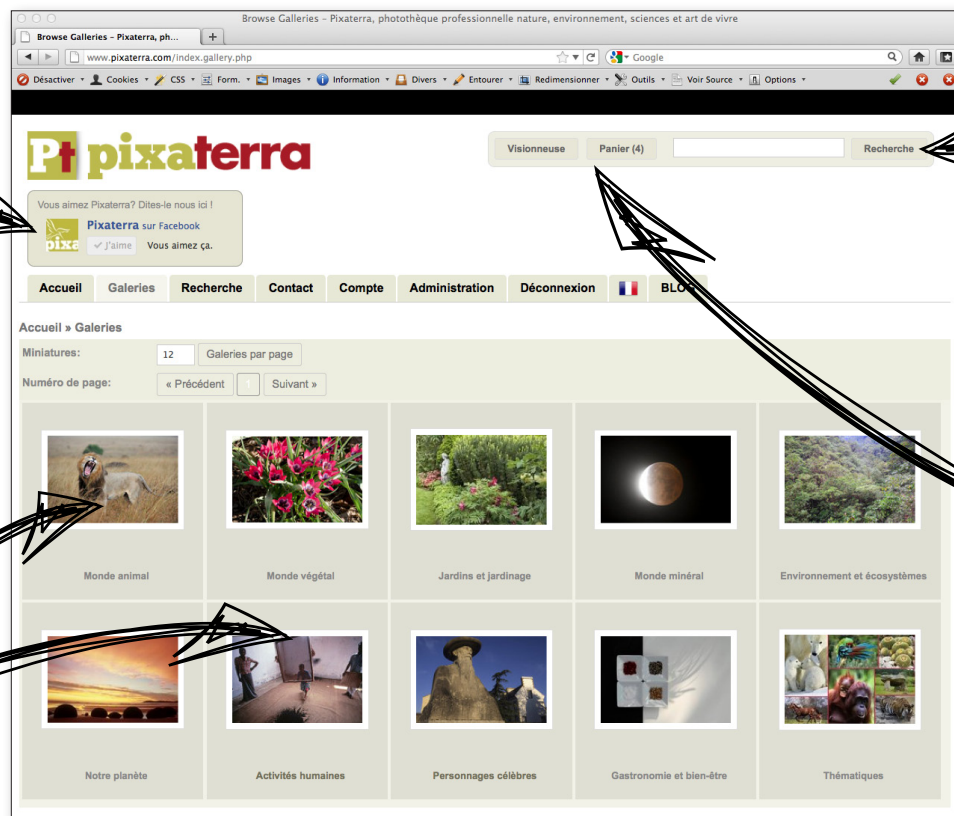 Browse Galleries – Pixaterra, photothèque professionnelle nature, environnement, sciences et art de vivre
Browse Galleries – Pixaterra, ph... +
www.pixaterra.com/index.gallery.php Google
Désactiver Cookies CSS Form. Images Information Divers Entourer Redimensionner Outils Voir Source Options
Pt pixaterra
Visionneuse Panier (4) Recherche
Vous aimez Pixaterra? Dites-le nous ici !
Pixaterra sur Facebook
pixa J'aime Vous aimez ça.
Accueil Galeries Recherche Contact Compte Administration Déconnexion BLOG
Accueil » Galeries
Miniatures: 12 Galeries par page
Numéro de page: « Précédent 1 Suivant »
Monde animal Monde végétal Jardins et jardinage Monde minéral Environnement et écosystèmes
Notre planète Activités humaines Personnages célèbres Gastronomie et bien-être Thématiques